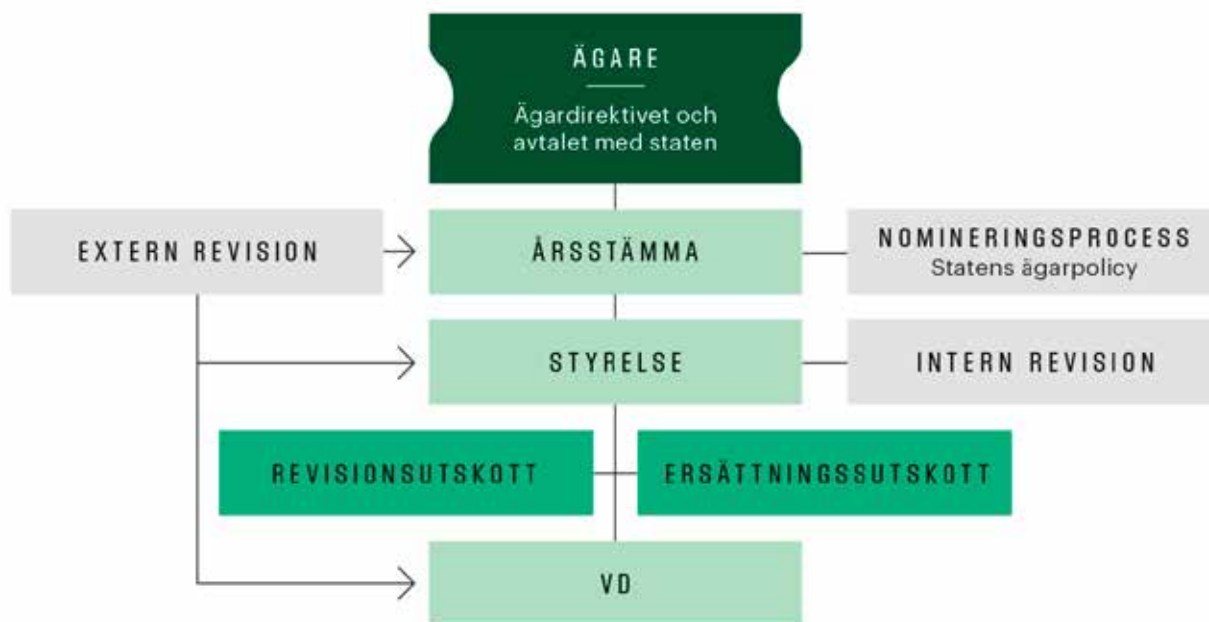 ÄGARE
Ägardirektivet och
avtalet med staten
EXTERN REVISION
ÅRSSTÄMMA
NOMINERINGSPROCESS
Statens ägarpolicy
STYRELSE
INTERN REVISION
REVISIONSUTSKOTT
ERSÄTTNINGSSUTSKOTT
VD